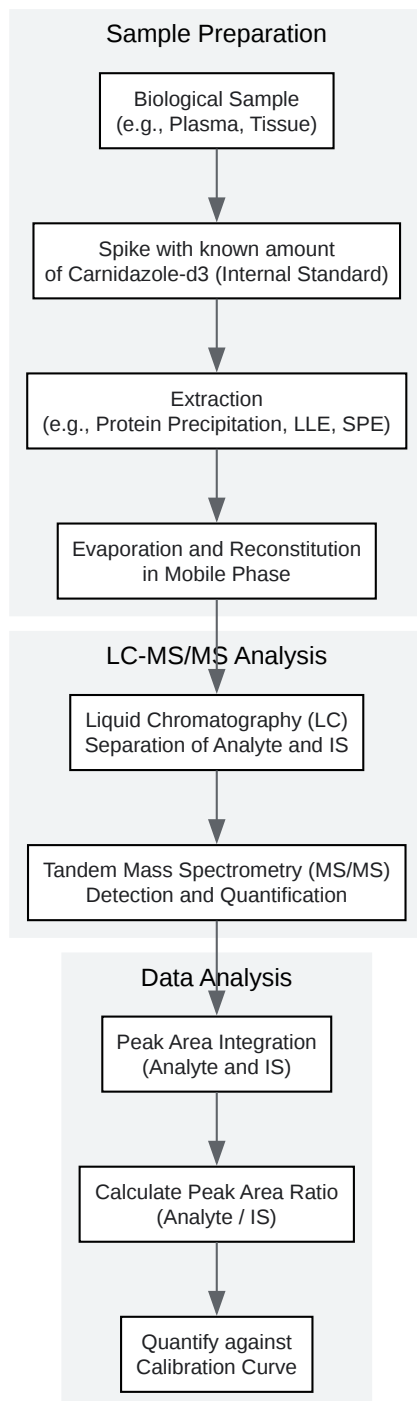 Sample Preparation
Biological Sample
(e.g., Plasma, Tissue)
Spike with known amount
of Carnidazole-d3 (Internal Standard)
Extraction
(e.g., Protein Precipitation, LLE, SPE)
Evaporation and Reconstitution
in Mobile Phase
LC-MS/MS Analysis
Liquid Chromatography (LC)
Separation of Analyte and IS
Tandem Mass Spectrometry (MS/MS)
Detection and Quantification
Data Analysis
Peak Area Integration
(Analyte and IS)
Calculate Peak Area Ratio
(Analyte / IS)
Quantify against
Calibration Curve